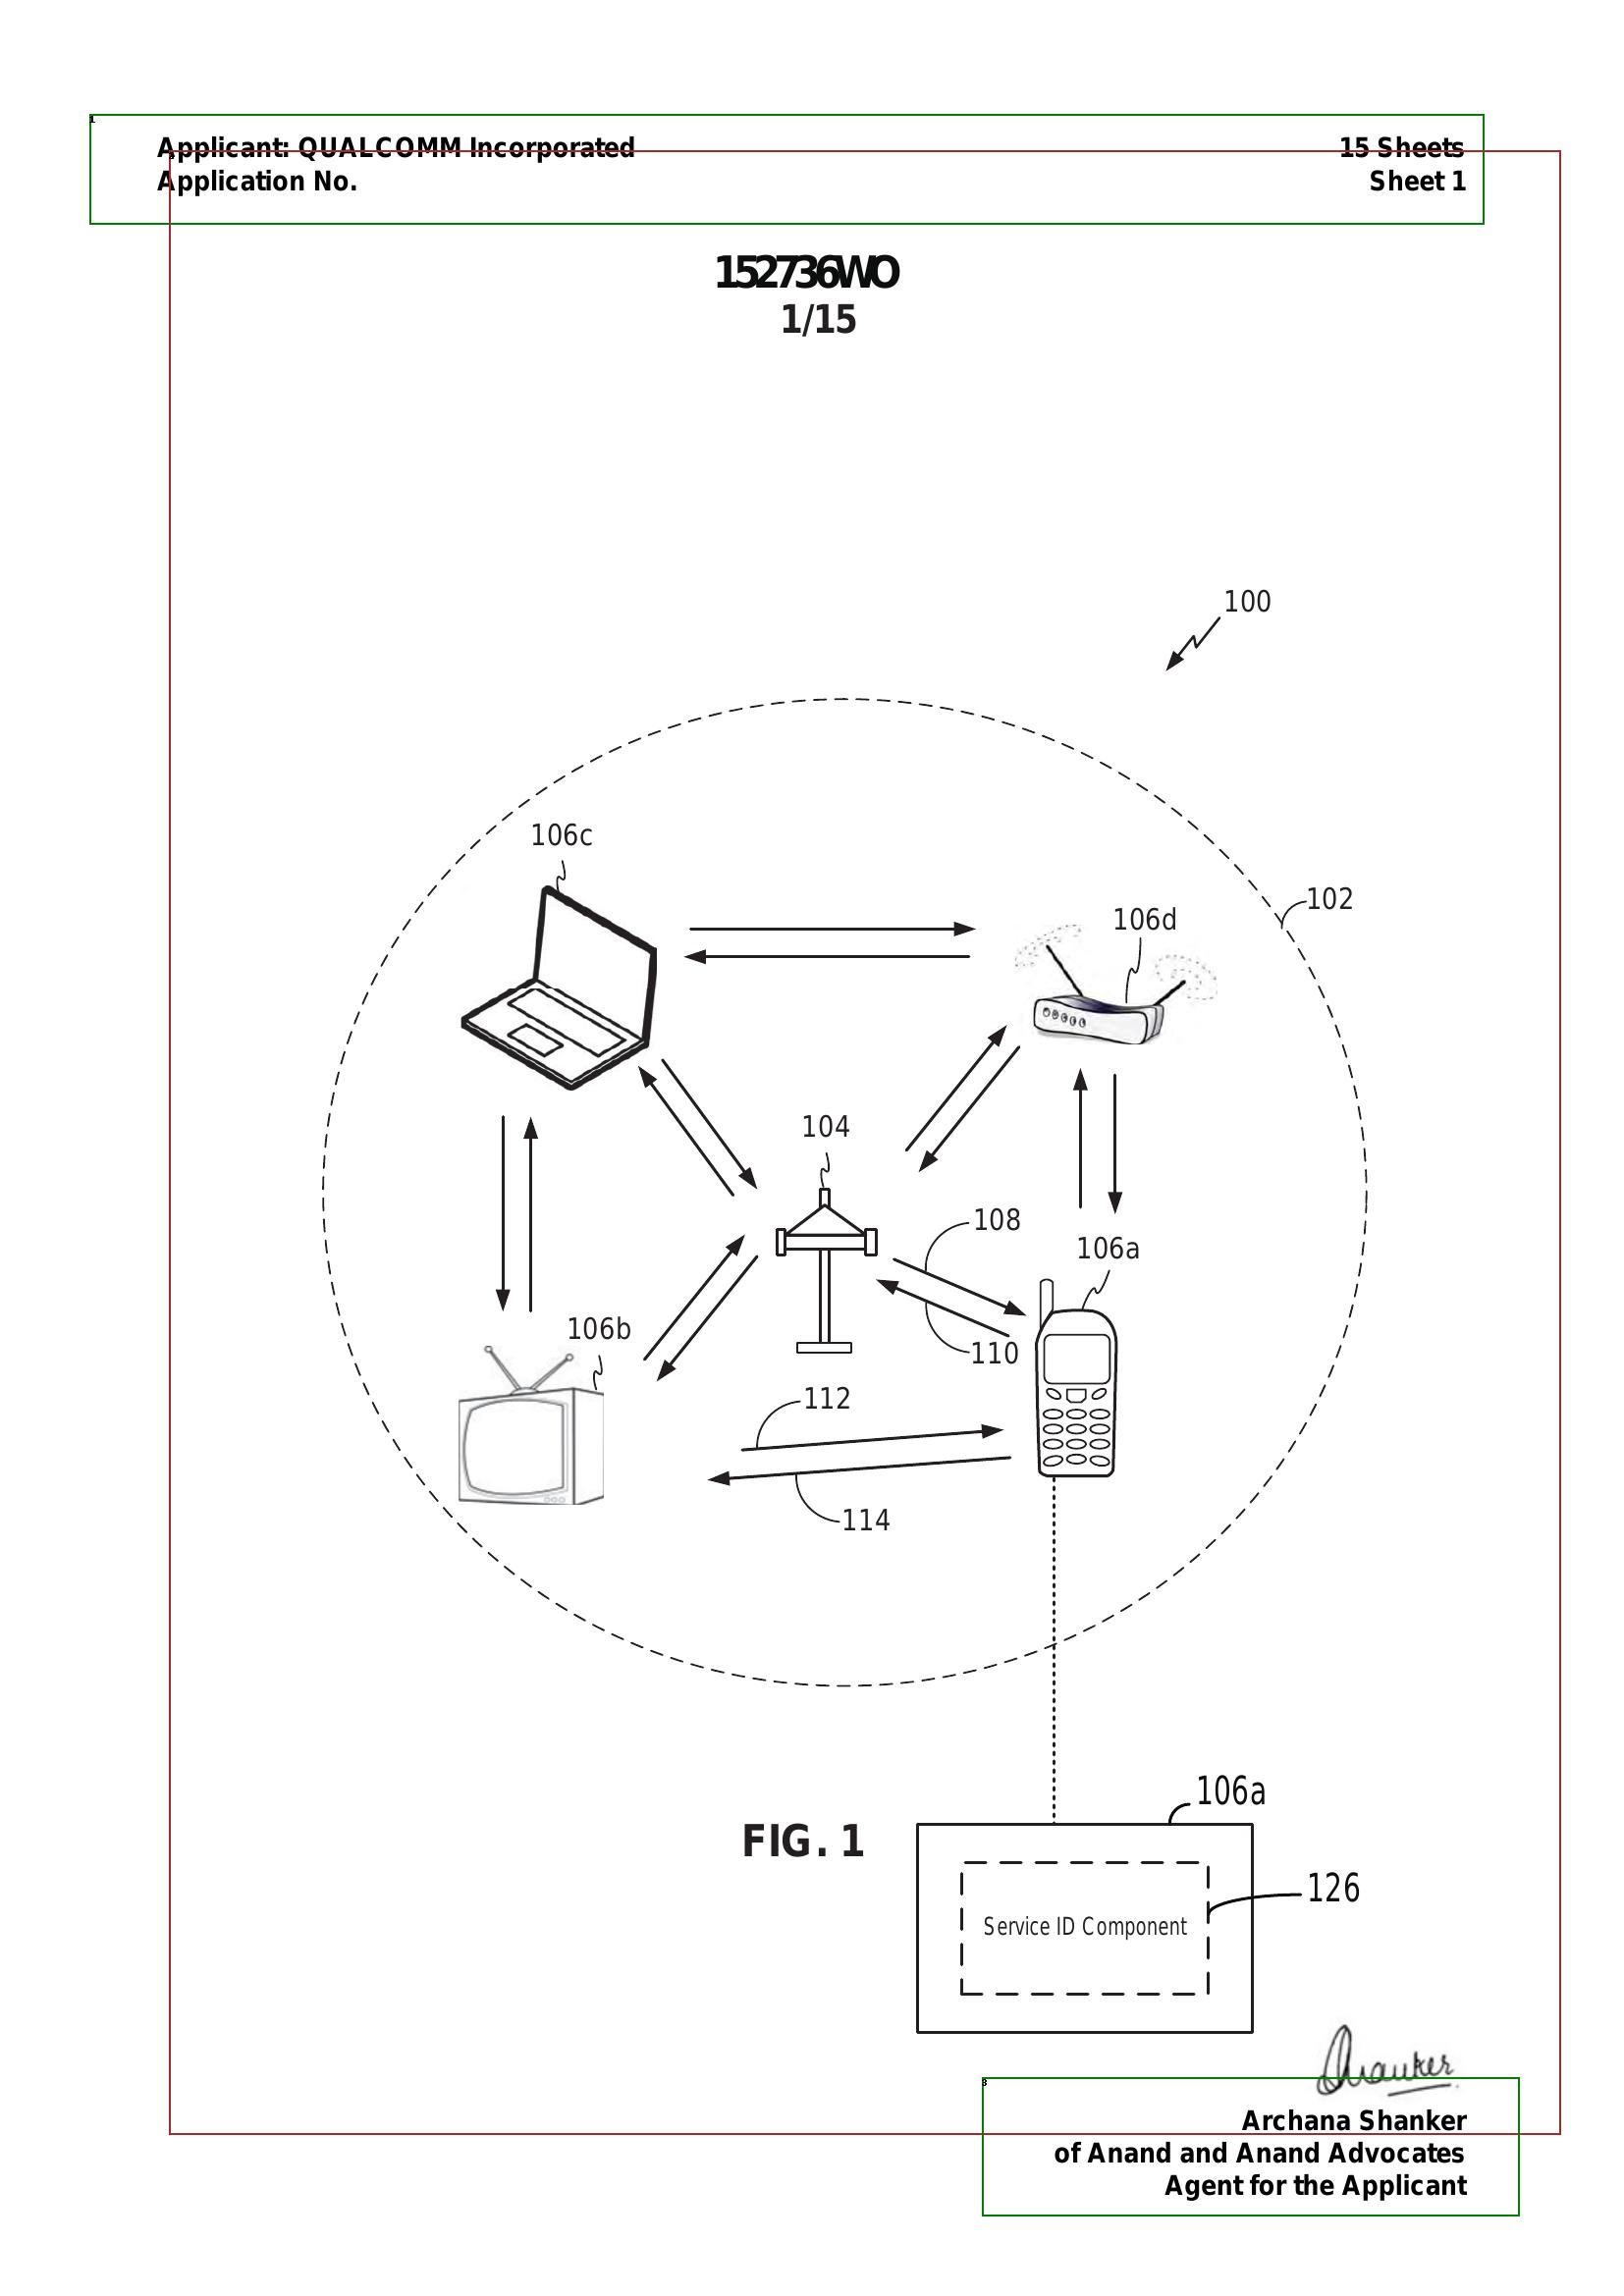 Applicant: QUALCOMM Incorporated 15 Sheets
Application No. Sheet 1
152736WO
1/15
100
106c
102
106d
104
108
106a
106b
110
112
114
106a
FIG. 1
126
Service ID Component
Shanker
Archana Shanker
of Anand and Anand Advocates
Agent for the Applicant